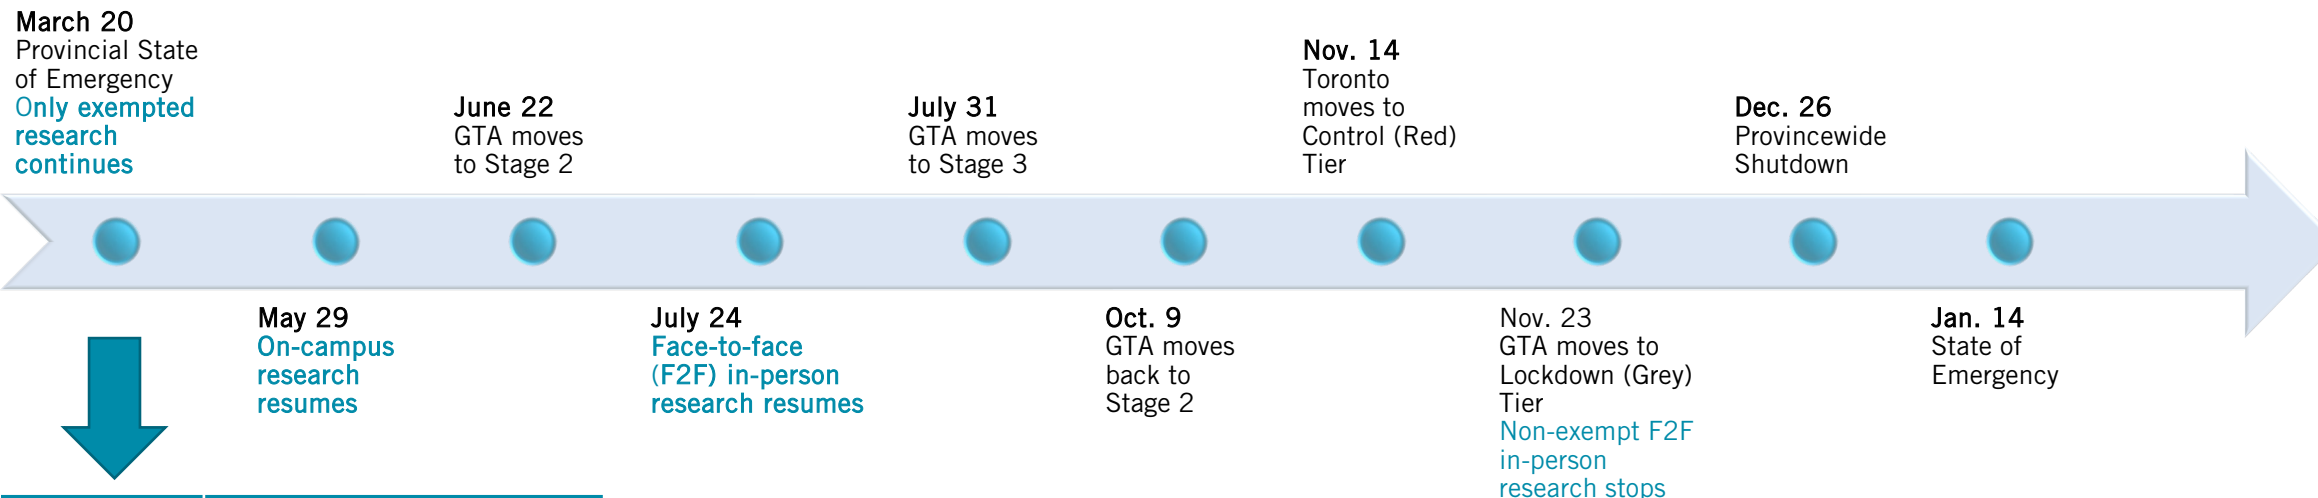 March 20
Provincial State
of Emergency
Only exempted
research
continues
May 29
On-campus
research
resumes
June 22
GTA moves
to Stage 2
July 24
Face-to-face
(F2F) in-person
research resumes
July 31
GTA moves
to Stage 3
Oct. 9
GTA moves
back to
Stage 2
Nov. 14
Toronto
moves to
Control (Red)
Tier
Nov. 23
GTA moves to
Lockdown (Grey)
Tier
Non-exempt F2F
in-person
research stops
Dec. 26
Provincewide
Shutdown
Jan. 14
State of
Emergency